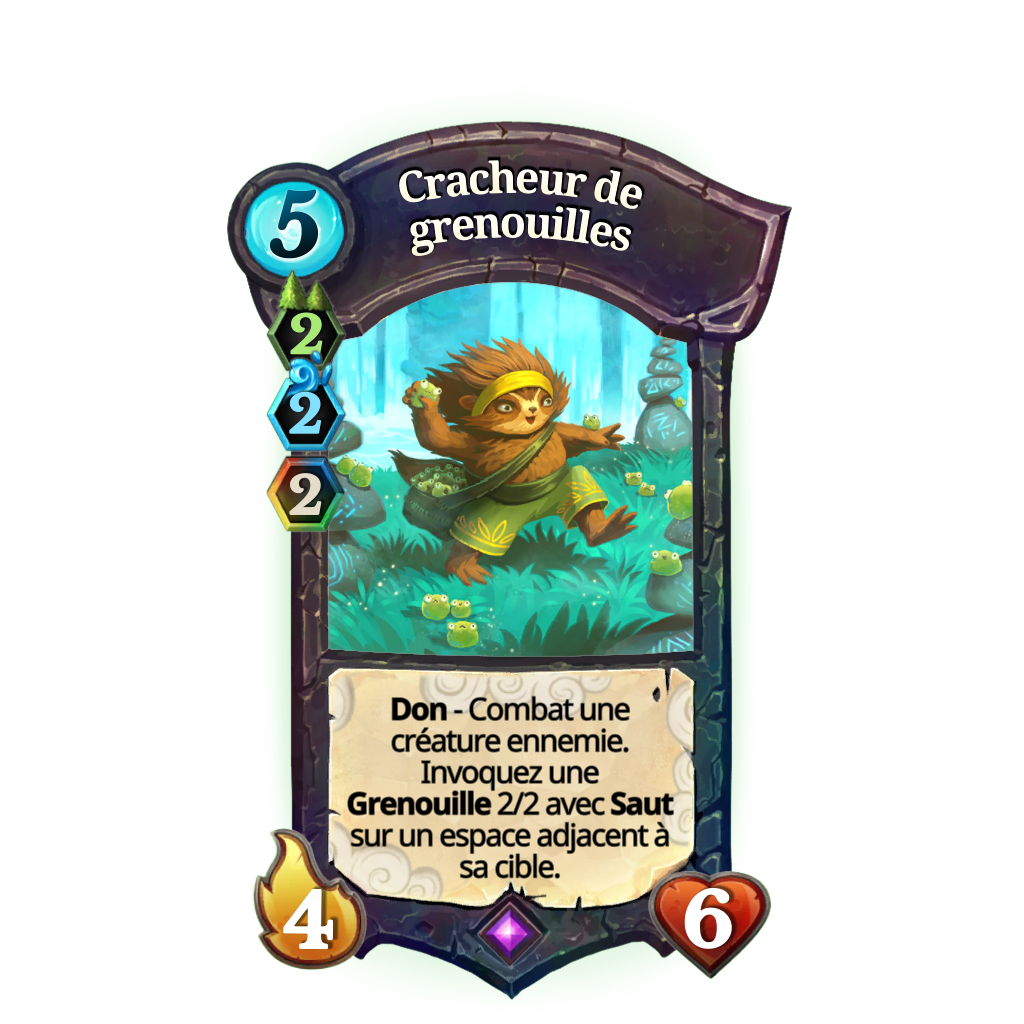 Cracheur de
grenouilles
5
2
2
2
Don - Combat une
créature ennemie.
Invoquez une
Grenouille 2/2 avec Saut
sur un espace adjacent à
sa cible.
4
6